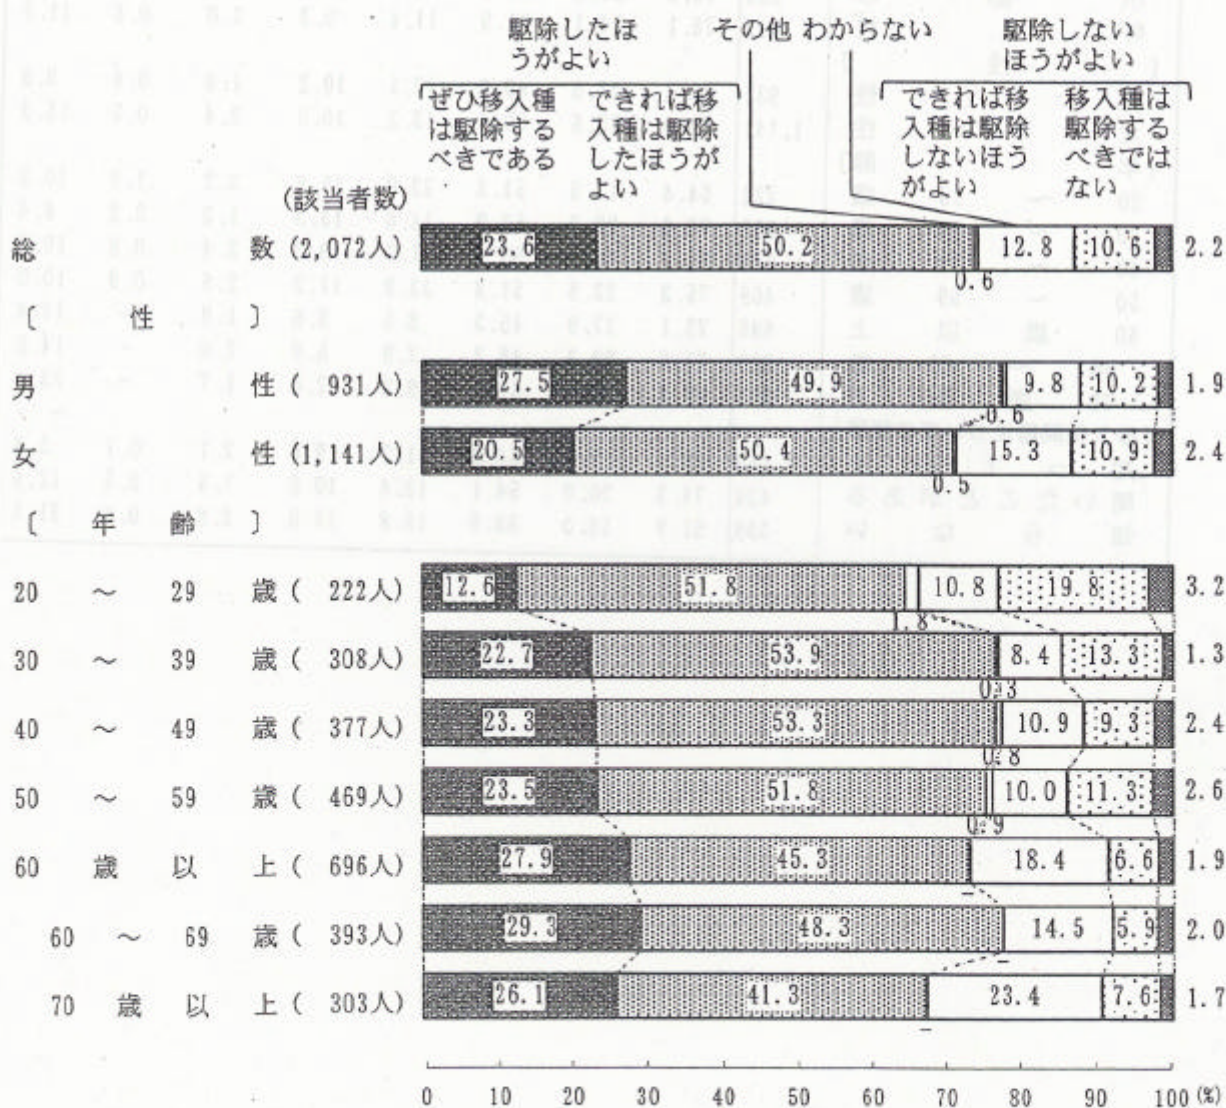 駆除したほ
うがよい
その他 わからない
駆除しない
ほうがよい
ぜひ移入種
は駆除する
べきである
できれば移
入種は駆除
したほうが
よい
できれば移
入種は駆除
しないほう
がよい
移入種は
駆除する
べきでは
ない
(該当者数)
総 数 (2,072人) 23.6 50.2 0.6 12.8 10.6 2.2
〔 性 〕
男 性 ( 931人) 27.5 49.9 0.6 9.8 10.2 1.9
女 性 (1,141人) 20.5 50.4 0.5 15.3 10.9 2.4
〔 年 齢 〕
20 ～ 29 歳 ( 222人) 12.6 51.8 1.8 10.8 19.8 3.2
30 ～ 39 歳 ( 308人) 22.7 53.9 0.3 8.4 13.3 1.3
40 ～ 49 歳 ( 377人) 23.3 53.3 0.8 10.9 9.3 2.4
50 ～ 59 歳 ( 469人) 23.5 51.8 0.9 10.0 11.3 2.6
60 歳 以 上 ( 696人) 27.9 45.3 - 18.4 6.6 1.9
60 ～ 69 歳 ( 393人) 29.3 48.3 - 14.5 5.9 2.0
70 歳 以 上 ( 303人) 26.1 41.3 - 23.4 7.6 1.7
0 10 20 30 40 50 60 70 80 90 100 (%)